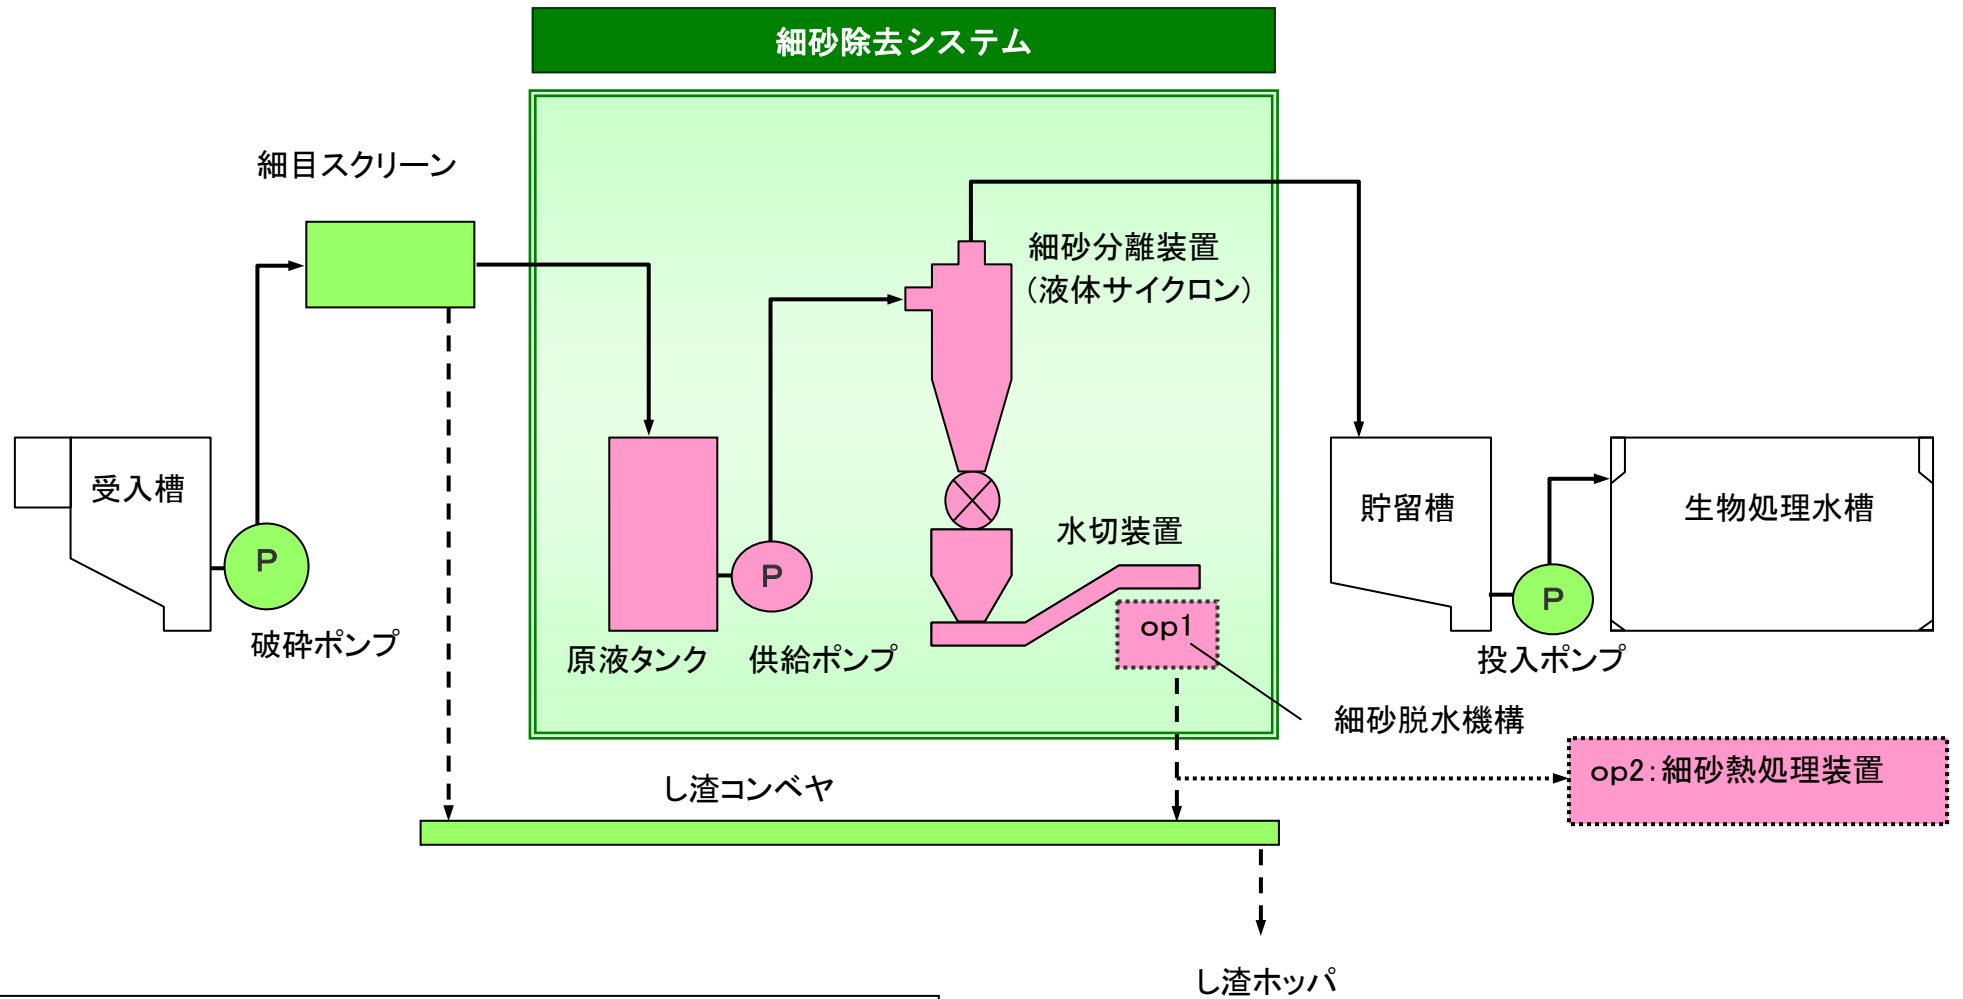 細砂除去システム
細目スクリーン
細砂分離装置
（液体サイクロン）
受入槽
貯留槽
生物処理水槽
水切装置
P
P
P
op1
破砕ポンプ
原液タンク
供給ポンプ
投入ポンプ
細砂脱水機構
op2：細砂熱処理装置
し渣コンベヤ
し渣ホッパ